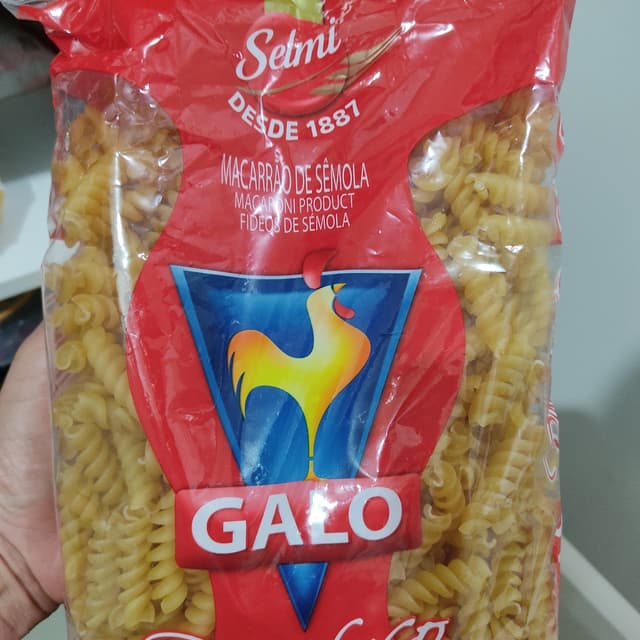 Selmi
DESDE 1887
MACARRÃO DE SÊMOLA
MACARONI PRODUCT
FIDEOS DE SÉMOLA
GALO